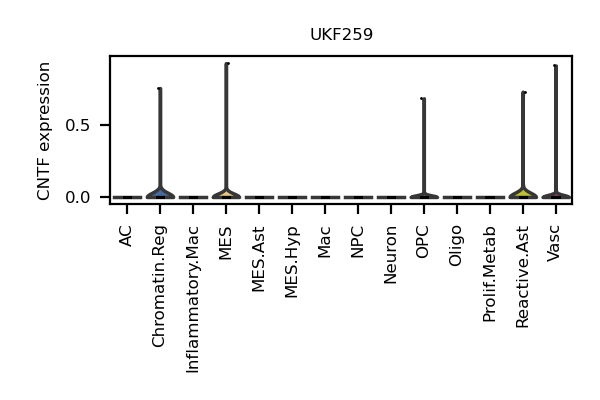 UKF259
CNTF expression
0.5
0.0
AC
Chromatin.Reg
Inflammatory.Mac
MES
MES.Ast
MES.Hyp
Mac
NPC
Neuron
OPC
Oligo
Prolif.Metab
Reactive.Ast
Vasc